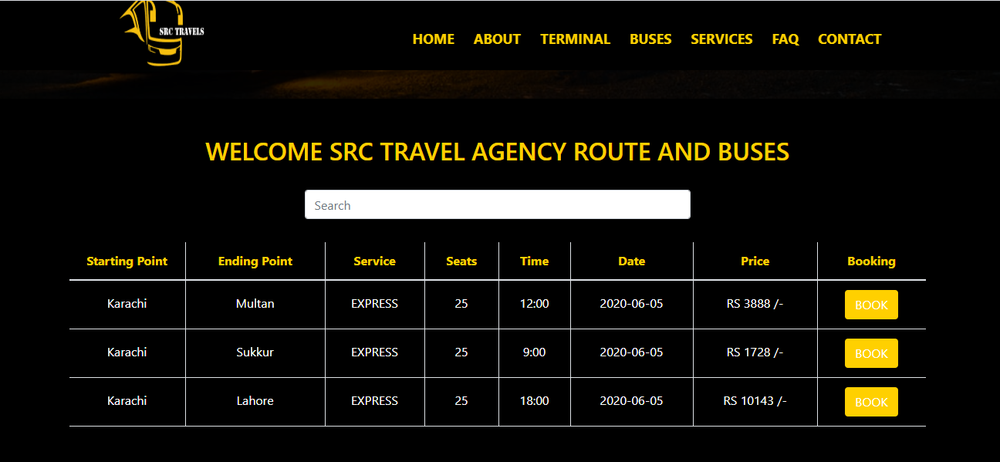 SRC TRAVELS
HOME ABOUT TERMINAL BUSES SERVICES FAQ CONTACT
WELCOME SRC TRAVEL AGENCY ROUTE AND BUSES
Search
Starting Point Ending Point Service Seats Time Date Price Booking
Karachi Multan EXPRESS 25 12:00 2020-06-05 RS 3888 /- BOOK
Karachi Sukkur EXPRESS 25 9:00 2020-06-05 RS 1728 /- BOOK
Karachi Lahore EXPRESS 25 18:00 2020-06-05 RS 10143 /- BOOK